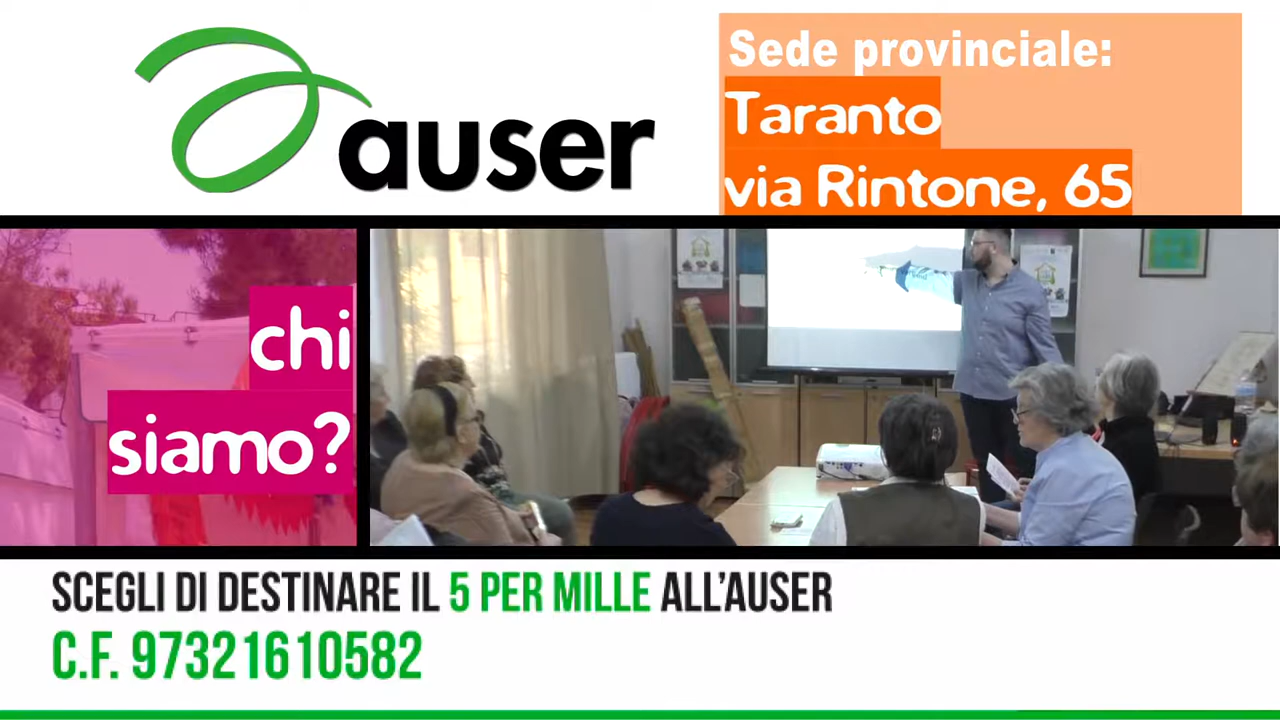 auser
Sede provinciale:
Taranto
via Rintone, 65
chi
siamo?
SCEGLI DI DESTINARE IL 5 PER MILLE ALL'AUSER
C.F. 97321610582